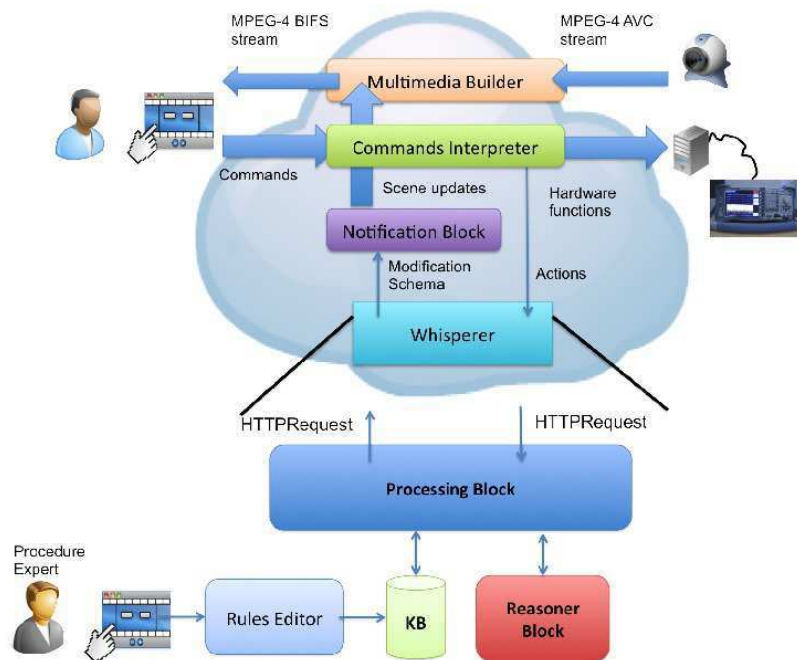 MPEG-4 BIFS
stream
MPEG-4 AVC
stream
Multimedia Builder
Commands Interpreter
Commands
Scene updates
Hardware
functions
Notification Block
Modification
Schema
Actions
Whisperer
HTTPRequest
HTTPRequest
Processing Block
Procedure
Expert
Rules Editor
KB
Reasoner
Block